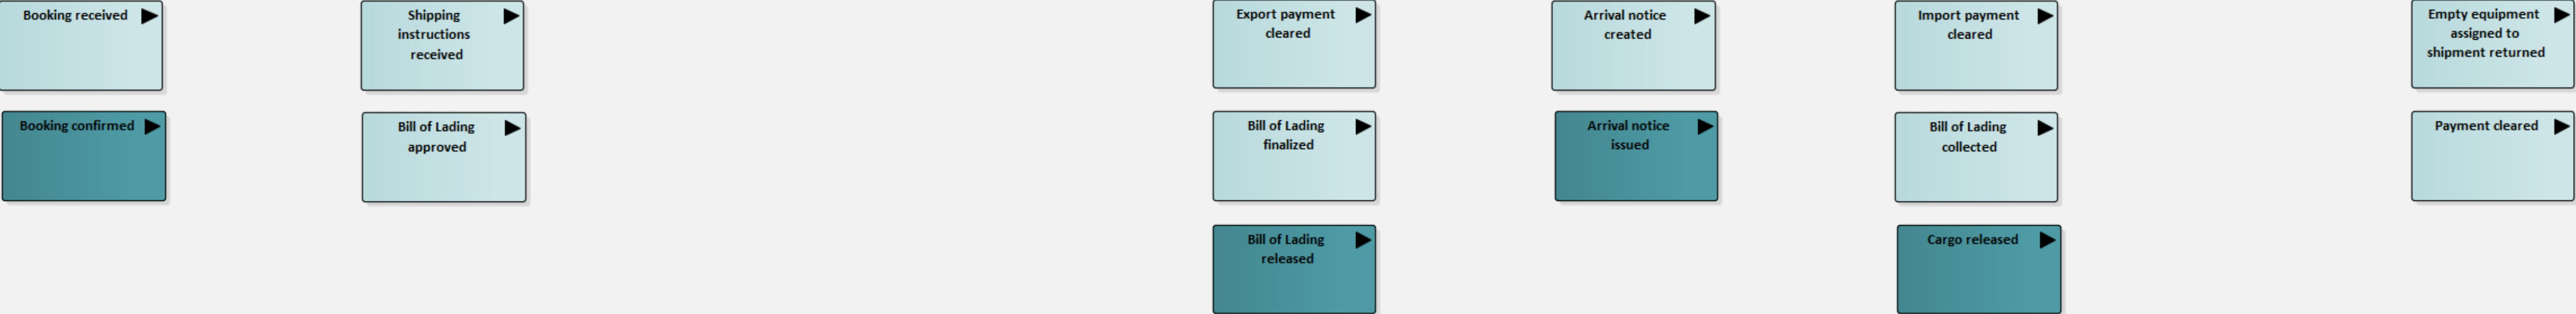 Booking received
Booking confirmed
Shipping
instructions
received
Bill of Lading
approved
Export payment
cleared
Bill of Lading
finalized
Bill of Lading
released
Arrival notice
created
Arrival notice
issued
Import payment
cleared
Bill of Lading
collected
Cargo released
Empty equipment
assigned to
shipment returned
Payment cleared